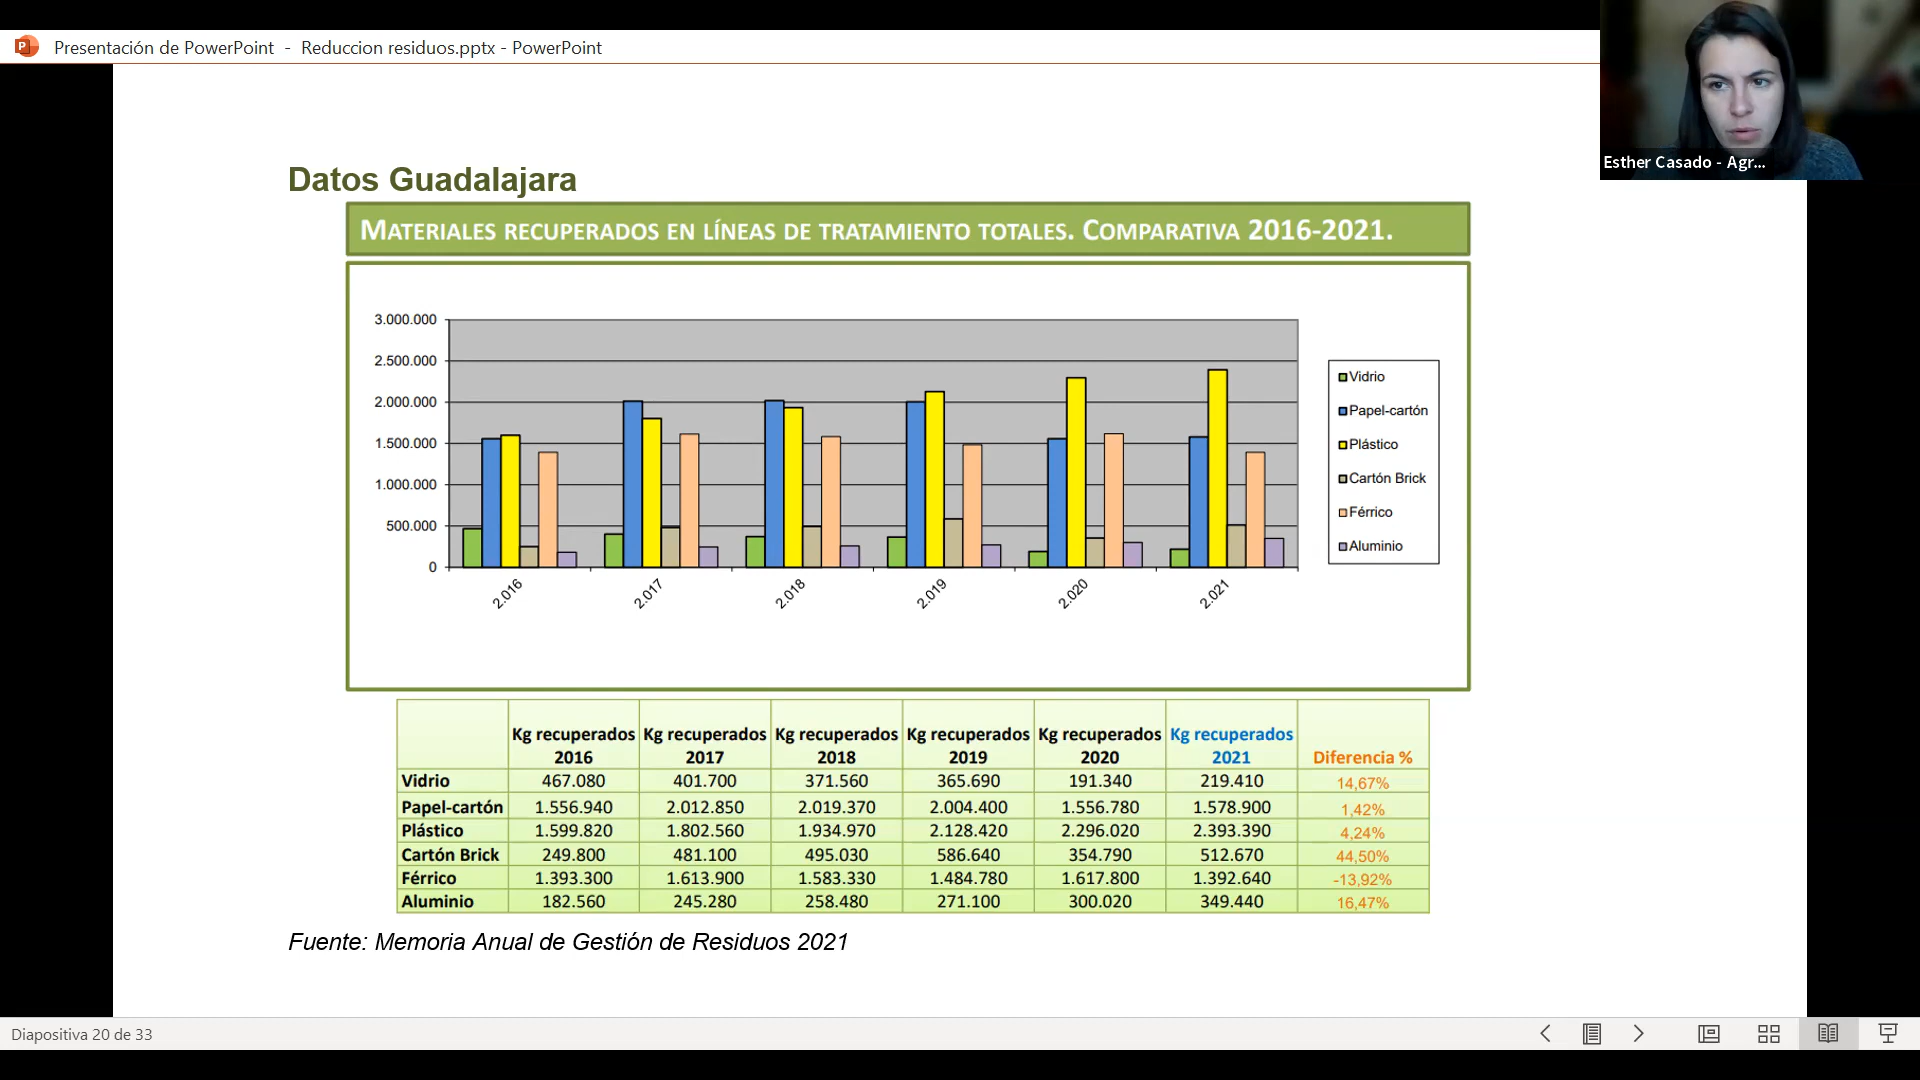 Presentación de PowerPoint - Reduccion residuos.pptx - PowerPoint
Esther Casado - Agr...
Datos Guadalajara
MATERIALES RECUPERADOS EN LÍNEAS DE TRATAMIENTO TOTALES. COMPARATIVA 2016-2021.
3.000.000
2.500.000
2.000.000
1.500.000
1.000.000
500.000
0
2.016 2.017 2.018 2.019 2.020 2.021
Vidrio
Papel-cartón
Plástico
Cartón Brick
Férrico
Aluminio
Kg recuperados Kg recuperados Kg recuperados Kg recuperados Kg recuperados Kg recuperados
2016 2017 2018 2019 2020 2021 Diferencia %
Vidrio 467.080 401.700 371.560 365.690 191.340 219.410 14,67%
Papel-cartón 1.556.940 2.012.850 2.019.370 2.004.400 1.556.780 1.578.900 1,42%
Plástico 1.599.820 1.802.560 1.934.970 2.128.420 2.296.020 2.393.390 4,24%
Cartón Brick 249.800 481.100 495.030 586.640 354.790 512.670 44,50%
Férrico 1.393.300 1.613.900 1.583.330 1.484.780 1.617.800 1.392.640 -13,92%
Aluminio 182.560 245.280 258.480 271.100 300.020 349.440 16,47%
Fuente: Memoria Anual de Gestión de Residuos 2021
Diapositiva 20 de 33